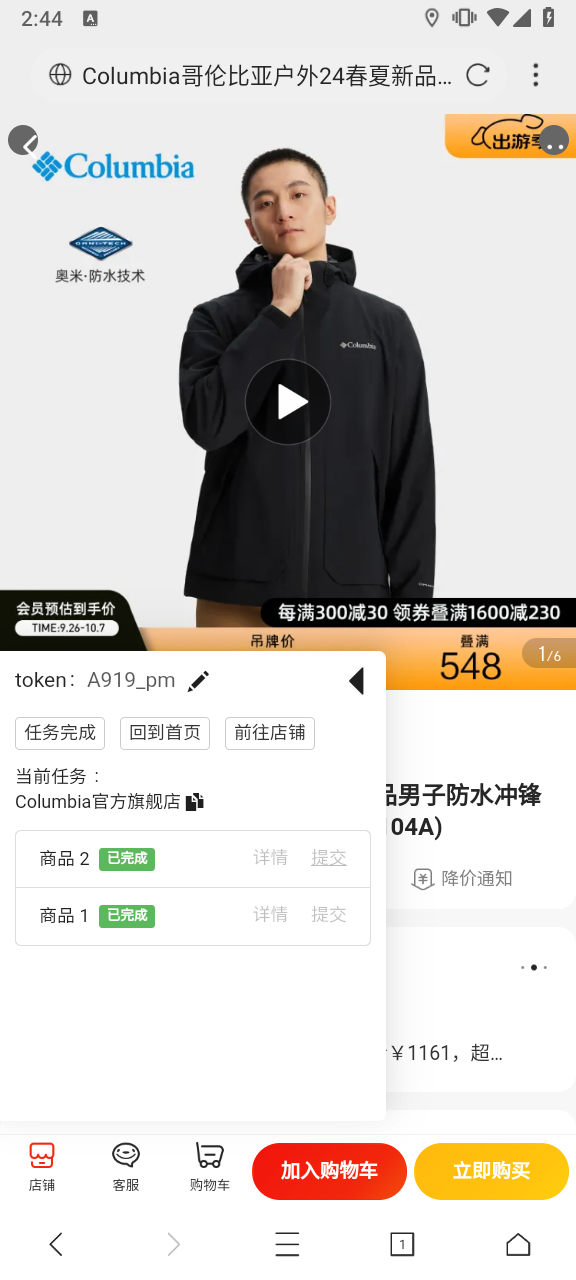 2:44
A
Columbia哥伦比亚户外24春夏新品...
出游季
Columbia
OMNI-TECH
奥米·防水技术
Columbia
会员预估到手价
TIME:9.26-10.7
每满300减30 领券叠满1600减230
吊牌价
叠满
548
1/6
token： A919_pm
任务完成
回到首页
前往店铺
当前任务：
Columbia官方旗舰店
品男子防水冲锋
104A)
商品 2 已完成 详情 提交
降价通知
商品 1 已完成 详情 提交
￥1161，超...
店铺
客服
购物车
加入购物车
立即购买
1